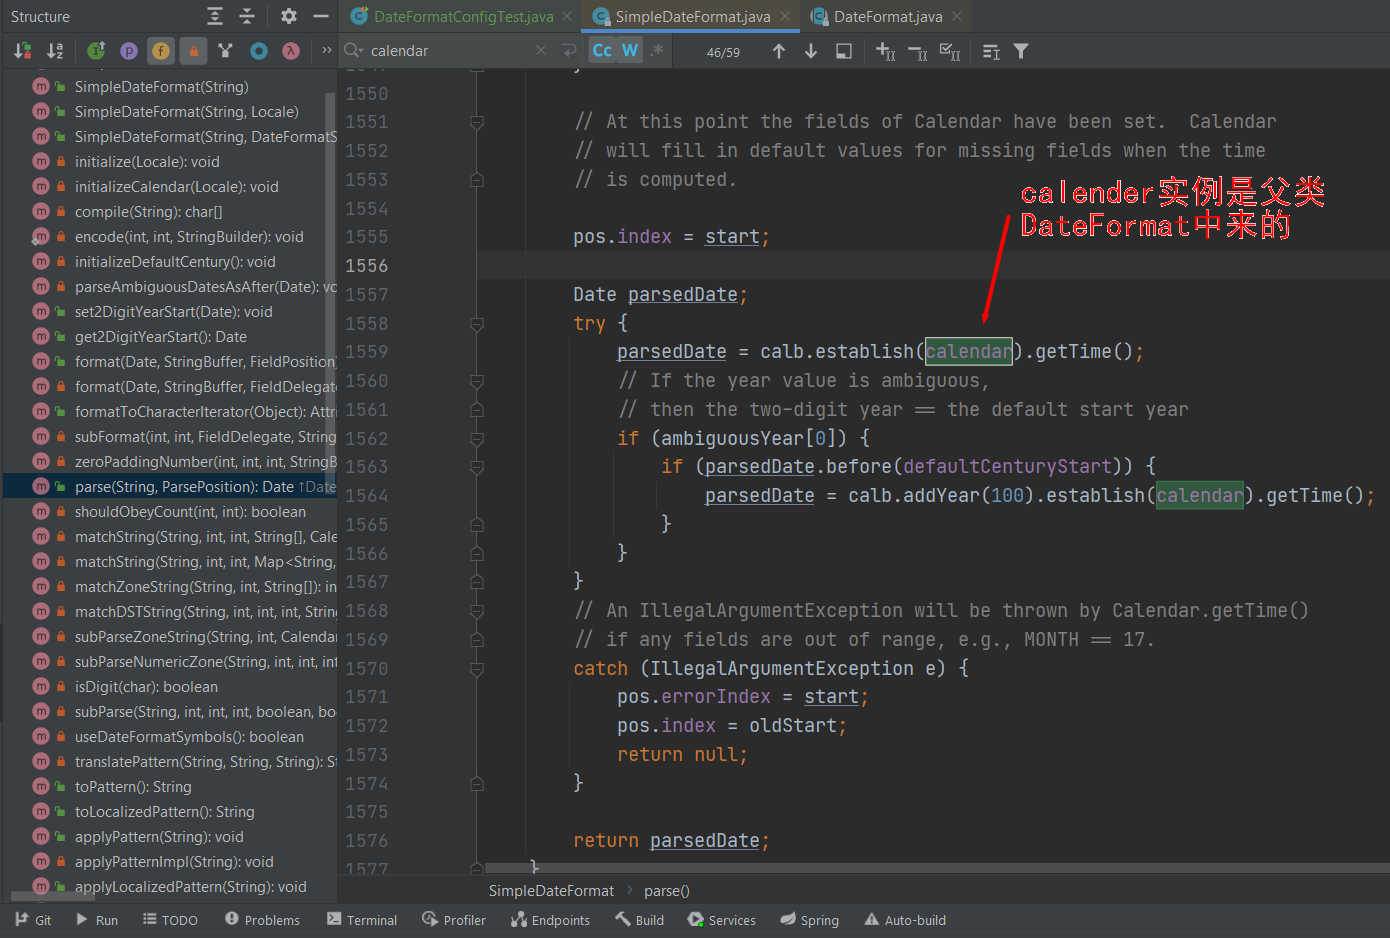 Structure
DateFormatConfigTest.java
SimpleDateFormat.java
DateFormat.java
calendar
Cc
W
.*
46/59
SimpleDateFormat(String)
SimpleDateFormat(String, Locale)
SimpleDateFormat(String, DateFormatS
initialize(Locale): void
initializeCalendar(Locale): void
compile(String): char[]
encode(int, int, StringBuilder): void
initializeDefaultCentury(): void
parseAmbiguousDatesAsAfter(Date): vo
set2DigitYearStart(Date): void
get2DigitYearStart(): Date
format(Date, StringBuffer, FieldPosition
format(Date, StringBuffer, FieldDelegate
formatToCharacterIterator(Object): Attri
subFormat(int, int, FieldDelegate, String
zeroPaddingNumber(int, int, int, StringB
parse(String, ParsePosition): Date ↑Date
shouldObeyCount(int, int): boolean
matchString(String, int, int, String[], Cale
matchString(String, int, int, Map<String,
matchZoneString(String, int, String[]): in
matchDSTString(String, int, int, int, Strin
subParseZoneString(String, int, Calendar
subParseNumericZone(String, int, int, int
isDigit(char): boolean
subParse(String, int, int, int, boolean, bo
useDateFormatSymbols(): boolean
translatePattern(String, String, String): St
toPattern(): String
toLocalizedPattern(): String
applyPattern(String): void
applyPatternImpl(String): void
applyLocalizedPattern(String): void
1550
1551 // At this point the fields of Calendar have been set.  Calendar
1552 // will fill in default values for missing fields when the time
1553 // is computed.
1554
1555 pos.index = start;
1556
1557 Date parsedDate;
1558 try {
1559 parsedDate = calb.establish(calendar).getTime();
1560 // If the year value is ambiguous,
1561 // then the two-digit year == the default start year
1562 if (ambiguousYear[0]) {
1563 if (parsedDate.before(defaultCenturyStart)) {
1564 parsedDate = calb.addYear(100).establish(calendar).getTime();
1565 }
1566 }
1567 }
1568 // An IllegalArgumentException will be thrown by Calendar.getTime()
1569 // if any fields are out of range, e.g., MONTH == 17.
1570 catch (IllegalArgumentException e) {
1571 pos.errorIndex = start;
1572 pos.index = oldStart;
1573 return null;
1574 }
1575
1576 return parsedDate;
1577 }
calender实例是父类
DateFormat中来的
SimpleDateFormat > parse()
Git
Run
TODO
Problems
Terminal
Profiler
Endpoints
Build
Services
Spring
Auto-build